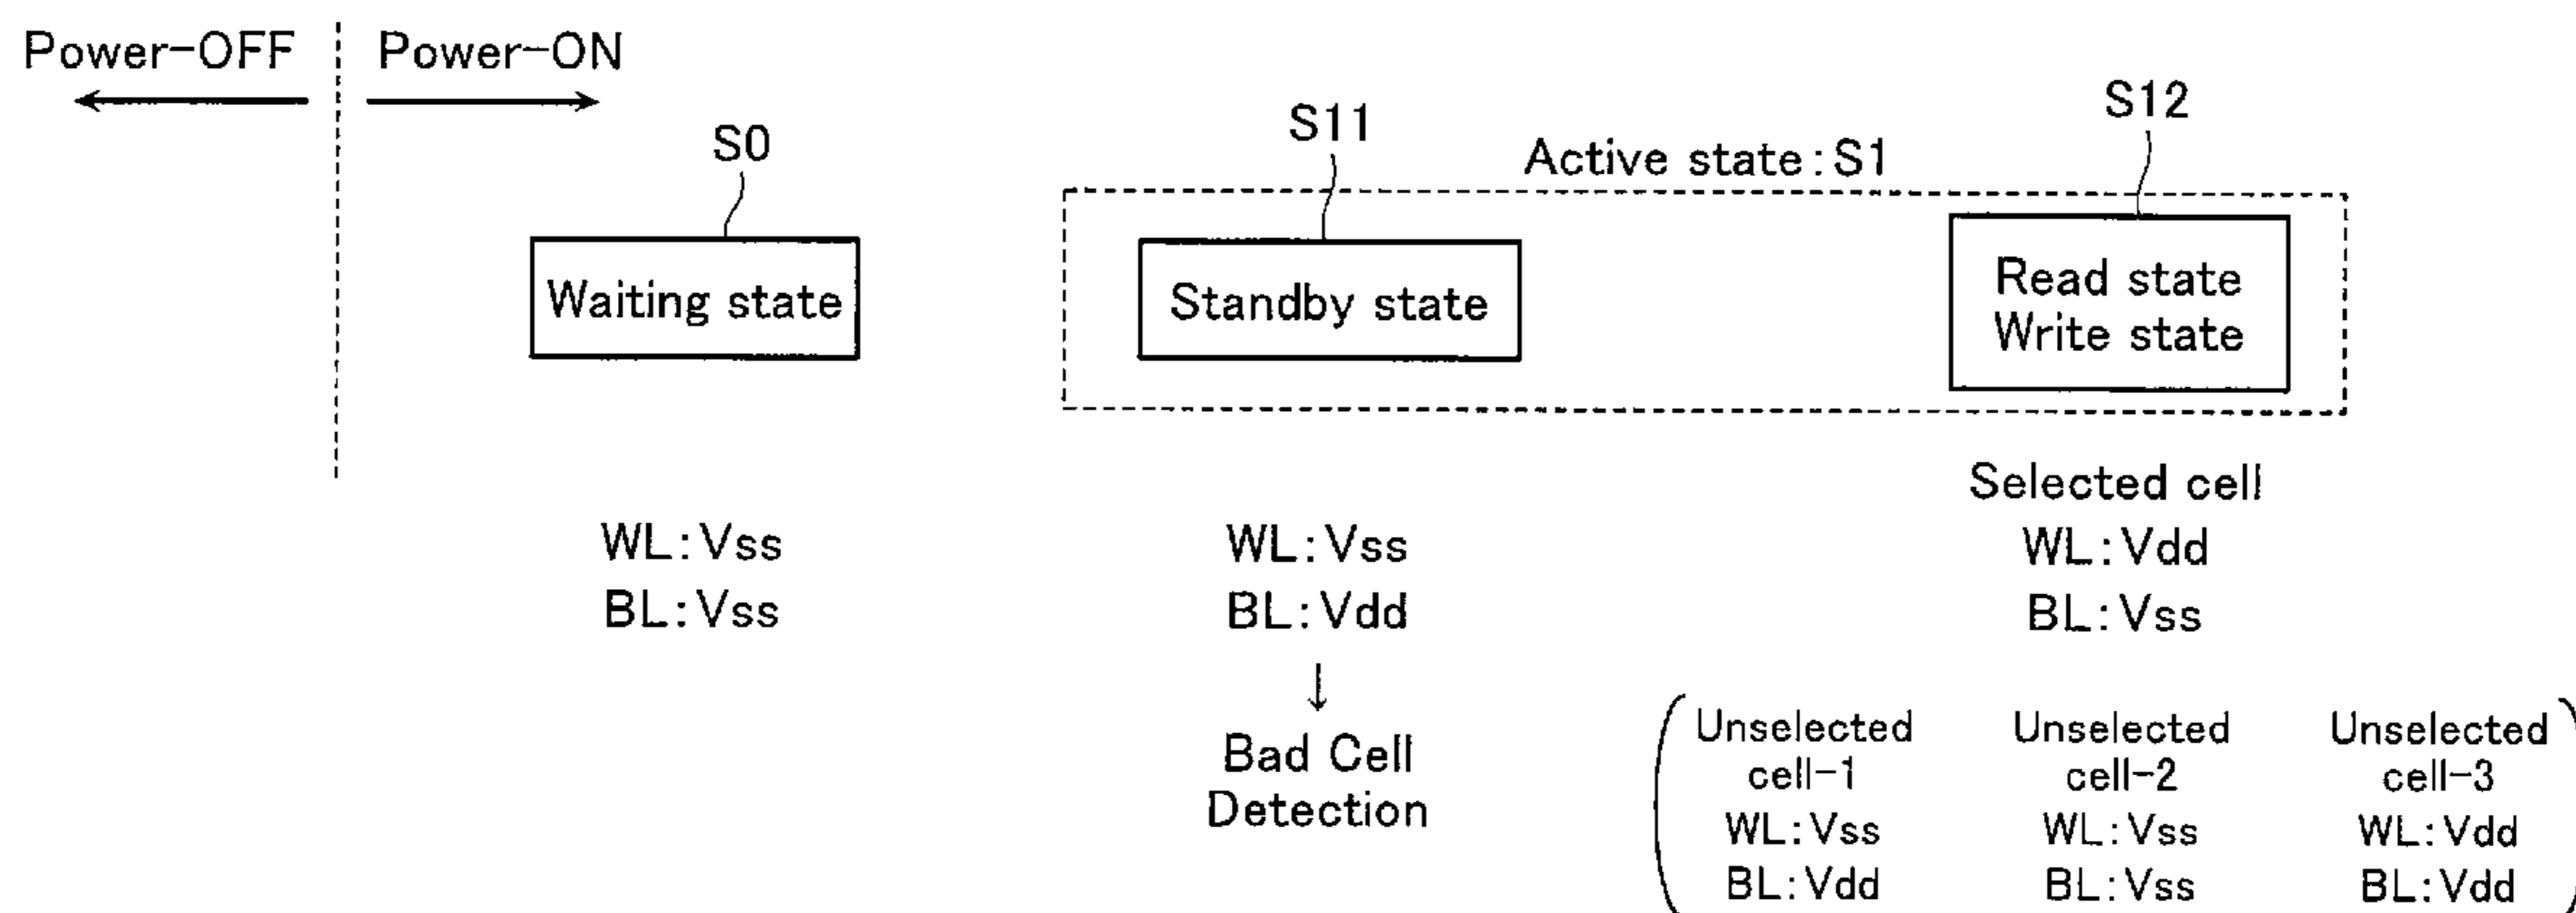 Power-OFF
Power-ON
S0
S11
Active state:S1
S12
Waiting state
Standby state
Read state
Write state
WL:Vss
BL:Vss
WL:Vss
BL:Vdd
Bad Cell
Detection
Selected cell
WL:Vdd
BL:Vss
Unselected
cell-1
WL:Vss
BL:Vdd
Unselected
cell-2
WL:Vss
BL:Vss
Unselected
cell-3
WL:Vdd
BL:Vdd